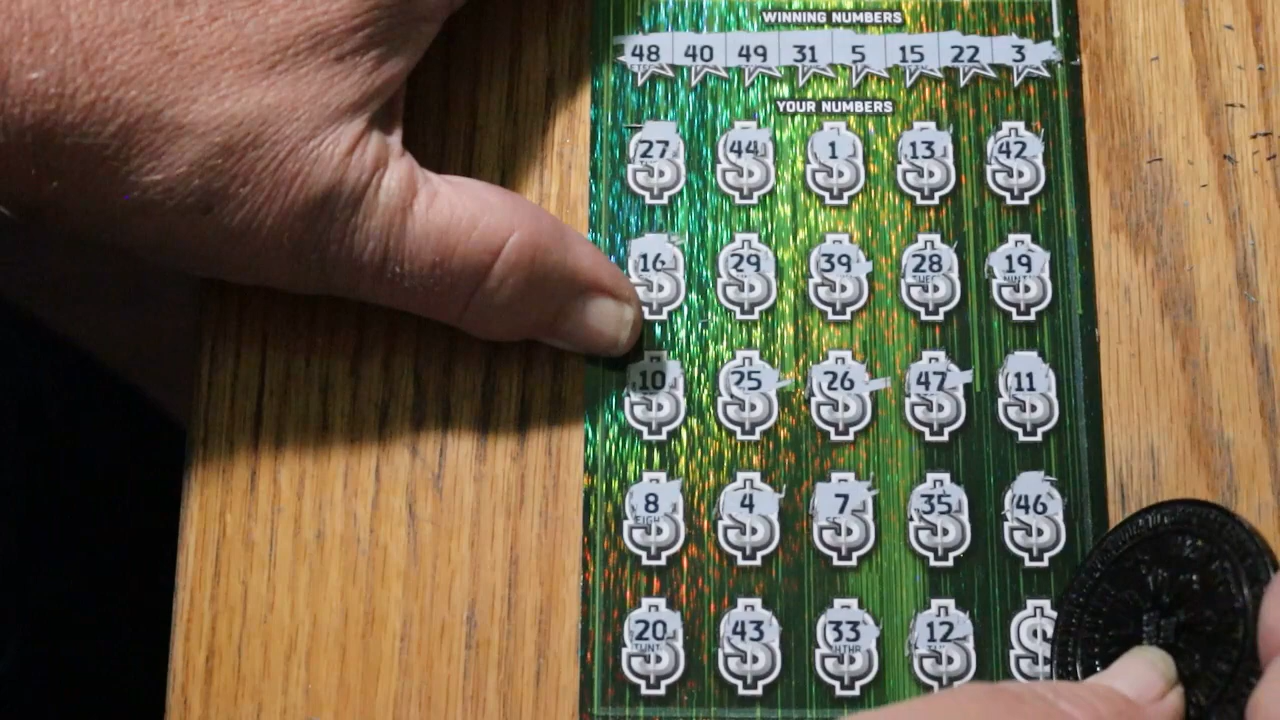 WINNING NUMBERS
48 40 49 31 5 15 22 3
YOUR NUMBERS
27 44 1 13 42
16 29 39 28 19
10 25 26 47 11
8 4 7 35 46
20 43 33 12